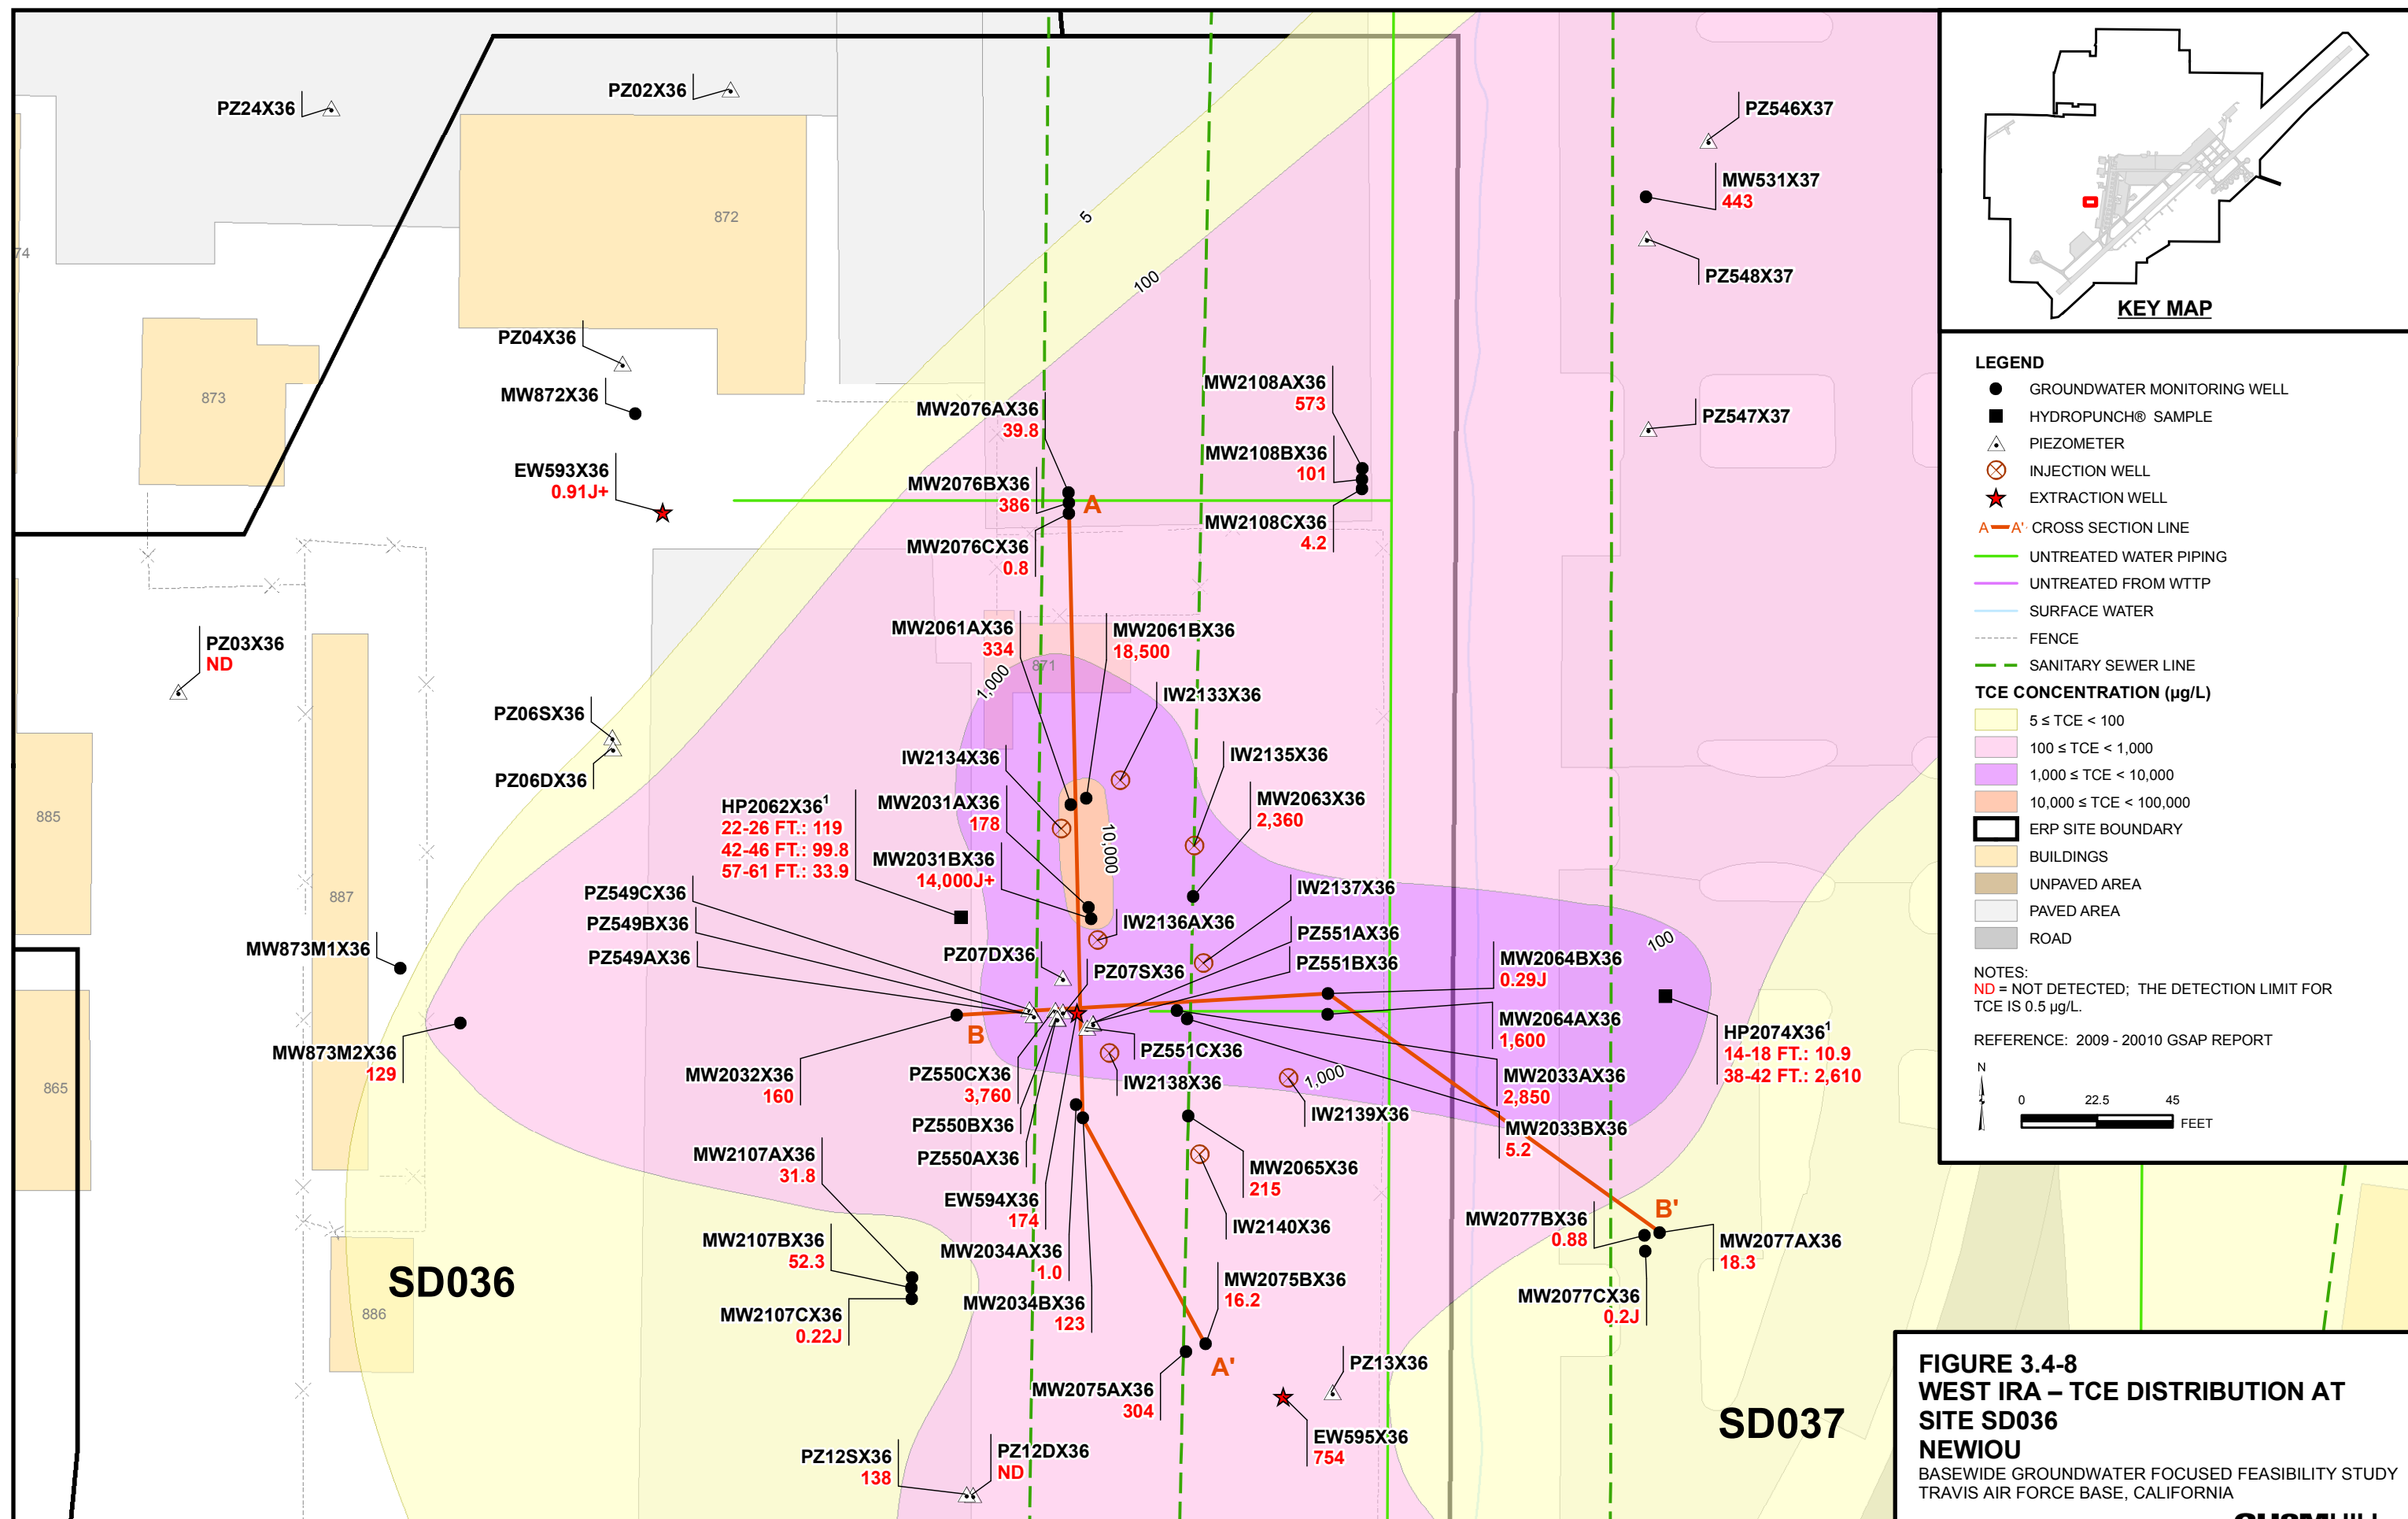 PZ24X36
PZ02X36
872
74
873
PZ04X36
MW872X36
EW593X36
0.91J+
5
100
PZ546X37
MW531X37
443
PZ548X37
PZ547X37
MW2108AX36
573
MW2108BX36
101
MW2108CX36
4.2
MW2076AX36
39.8
MW2076BX36
386
A
MW2076CX36
0.8
PZ03X36
ND
MW2061AX36
334
MW2061BX36
18,500
871
1,000
IW2133X36
PZ06SX36
PZ06DX36
IW2134X36
IW2135X36
885
887
HP2062X36¹
22-26 FT.: 119
42-46 FT.: 99.8
57-61 FT.: 33.9
MW2031AX36
178
MW2063X36
2,360
10,000
MW2031BX36
14,000J+
PZ549CX36
PZ549BX36
PZ549AX36
IW2137X36
IW2136AX36
PZ551AX36
PZ551BX36
PZ07DX36
PZ07SX36
MW873M1X36
MW2064BX36
0.29J
100
B
MW2064AX36
1,600
HP2074X36¹
14-18 FT.: 10.9
38-42 FT.: 2,610
MW873M2X36
129
865
MW2032X36
160
PZ550CX36
3,760
PZ551CX36
IW2138X36
1,000
MW2033AX36
2,850
IW2139X36
PZ550BX36
MW2033BX36
5.2
PZ550AX36
MW2107AX36
31.8
MW2065X36
215
EW594X36
174
IW2140X36
MW2107BX36
52.3
MW2034AX36
1.0
MW2077BX36
0.88
B'
MW2077AX36
18.3
SD036
886
MW2107CX36
0.22J
MW2034BX36
123
MW2075BX36
16.2
MW2077CX36
0.2J
A'
PZ13X36
MW2075AX36
304
SD037
EW595X36
754
PZ12SX36
138
PZ12DX36
ND
KEY MAP
LEGEND
GROUNDWATER MONITORING WELL
HYDROPUNCH® SAMPLE
PIEZOMETER
INJECTION WELL
EXTRACTION WELL
A A' CROSS SECTION LINE
UNTREATED WATER PIPING
UNTREATED FROM WTTP
SURFACE WATER
FENCE
SANITARY SEWER LINE
TCE CONCENTRATION (µg/L)
5 ≤ TCE < 100
100 ≤ TCE < 1,000
1,000 ≤ TCE < 10,000
10,000 ≤ TCE < 100,000
ERP SITE BOUNDARY
BUILDINGS
UNPAVED AREA
PAVED AREA
ROAD
NOTES:
ND = NOT DETECTED; THE DETECTION LIMIT FOR
TCE IS 0.5 µg/L.
REFERENCE: 2009 - 20010 GSAP REPORT
N
0 22.5 45
FEET
FIGURE 3.4-8
WEST IRA – TCE DISTRIBUTION AT
SITE SD036
NEWIOU
BASEWIDE GROUNDWATER FOCUSED FEASIBILITY STUDY
TRAVIS AIR FORCE BASE, CALIFORNIA